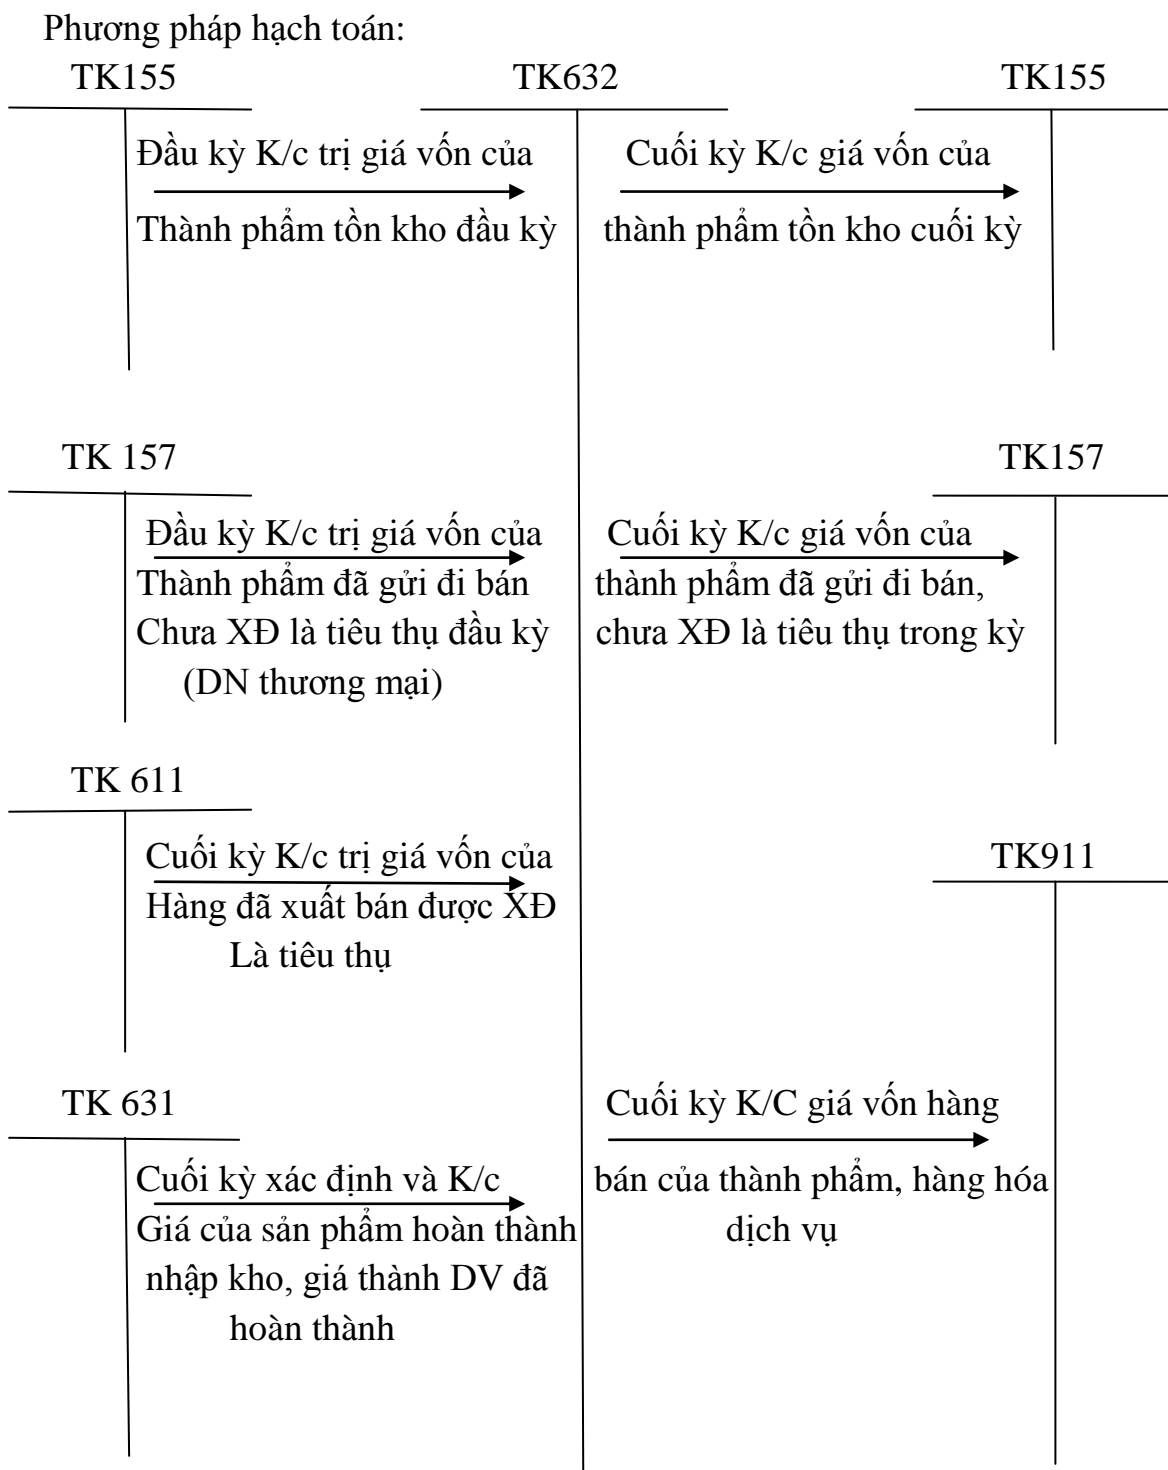 Phương pháp hạch toán:
TK155 TK632 TK155
Đầu kỳ K/c trị giá vốn của Cuối kỳ K/c giá vốn của
Thành phẩm tồn kho đầu kỳ thành phẩm tồn kho cuối kỳ
TK 157 TK157
Đầu kỳ K/c trị giá vốn của Cuối kỳ K/c giá vốn của
Thành phẩm đã gửi đi bán thành phẩm đã gửi đi bán,
Chưa XĐ là tiêu thụ đầu kỳ chưa XĐ là tiêu thụ trong kỳ
(DN thương mại)
TK 611
Cuối kỳ K/c trị giá vốn của TK911
Hàng đã xuất bán được XĐ
Là tiêu thụ
TK 631 Cuối kỳ K/C giá vốn hàng
Cuối kỳ xác định và K/c bán của thành phẩm, hàng hóa
Giá của sản phẩm hoàn thành dịch vụ
nhập kho, giá thành DV đã
hoàn thành